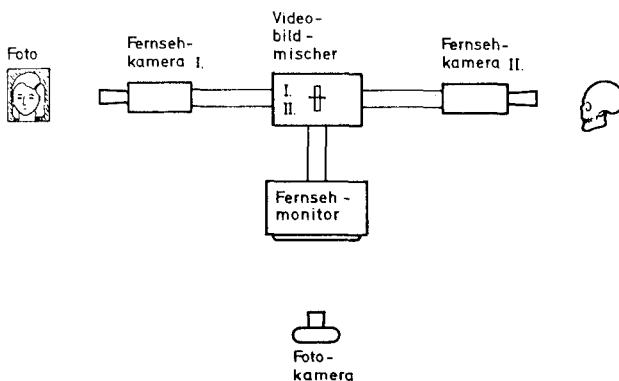 Foto
Fernseh-
kamera I.
Video-
bild-
mischer
Fernseh-
kamera II.
I.
II.
Fernseh-
monitor
Foto-
kamera